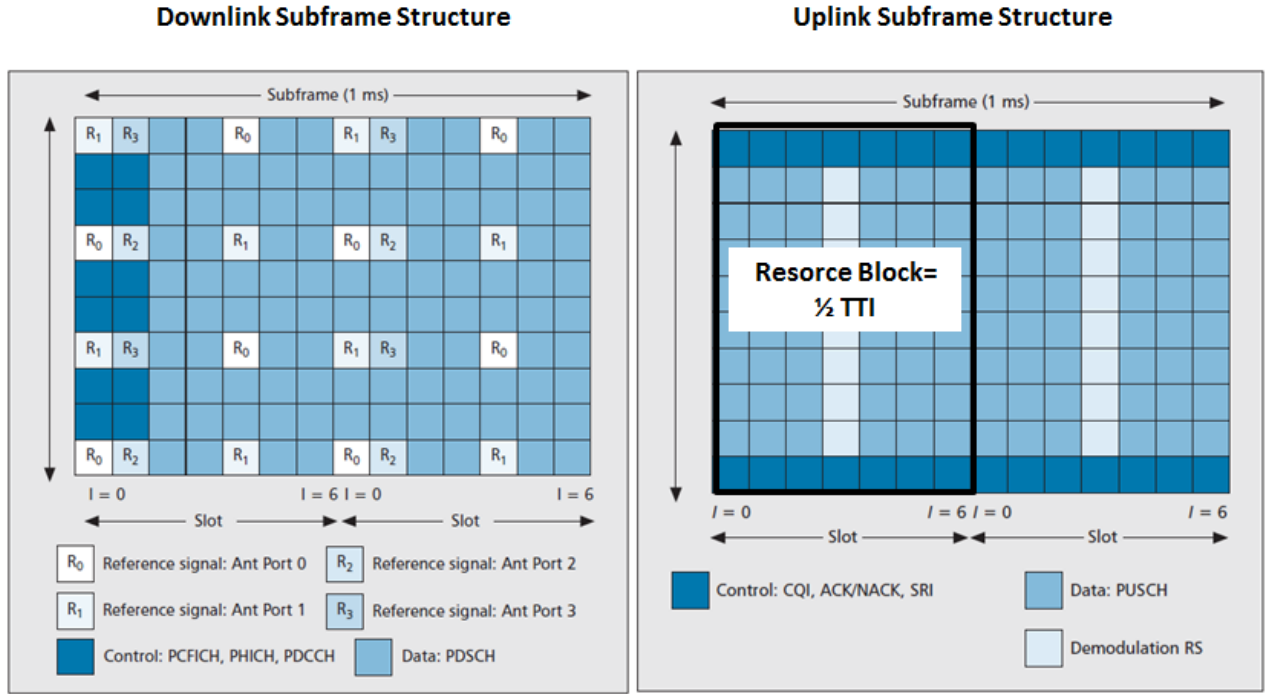 Downlink Subframe Structure
Subframe (1 ms)
R1 R3 R0 R1 R3 R0
R0 R2 R1 R0 R2 R1
R1 R3 R0 R1 R3 R0
R0 R2 R1 R0 R2 R1
l = 0 l = 6 l = 0 l = 6
Slot Slot
R0 Reference signal: Ant Port 0 R2 Reference signal: Ant Port 2
R1 Reference signal: Ant Port 1 R3 Reference signal: Ant Port 3
Control: PCFICH, PHICH, PDCCH Data: PDSCH
Uplink Subframe Structure
Subframe (1 ms)
Resorce Block=
½ TTI
l = 0 l = 6 l = 0 l = 6
Slot Slot
Control: CQI, ACK/NACK, SRI Data: PUSCH
Demodulation RS